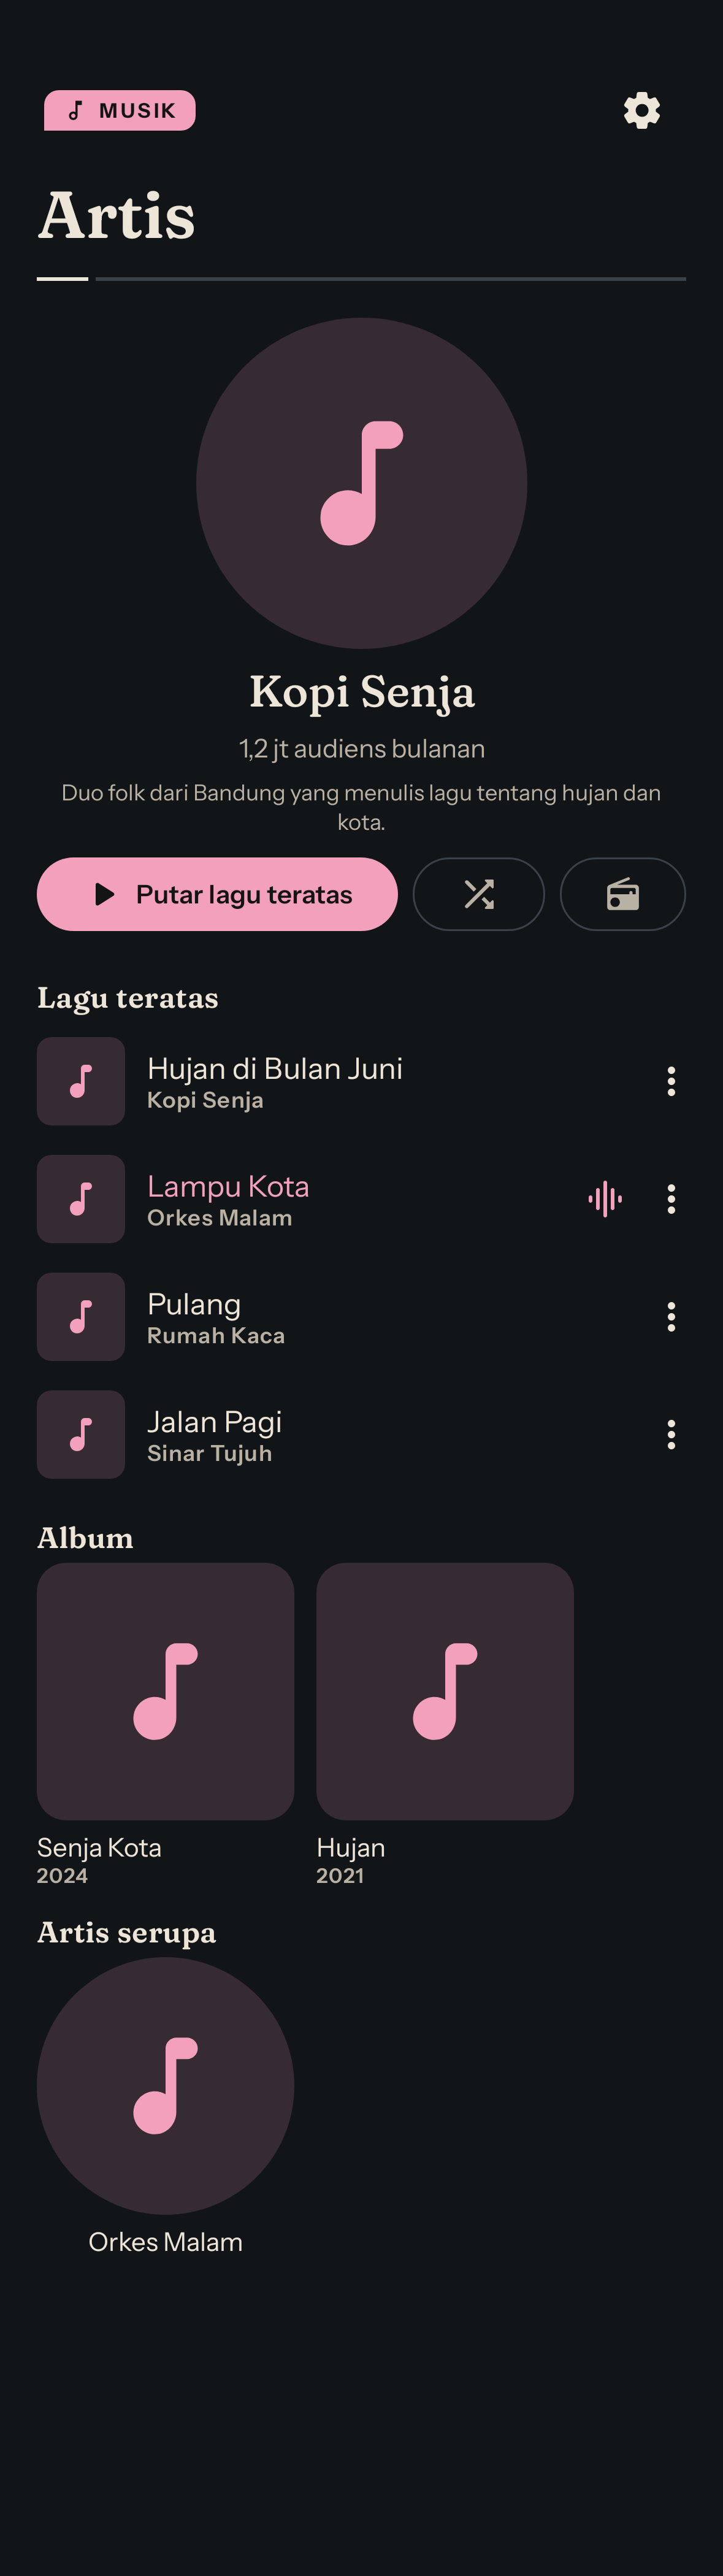 MUSIK
Artis
Kopi Senja
1,2 jt audiens bulanan
Duo folk dari Bandung yang menulis lagu tentang hujan dan
kota.
Putar lagu teratas
Lagu teratas
Hujan di Bulan Juni
Kopi Senja
Lampu Kota
Orkes Malam
Pulang
Rumah Kaca
Jalan Pagi
Sinar Tujuh
Album
Senja Kota
2024
Hujan
2021
Artis serupa
Orkes Malam